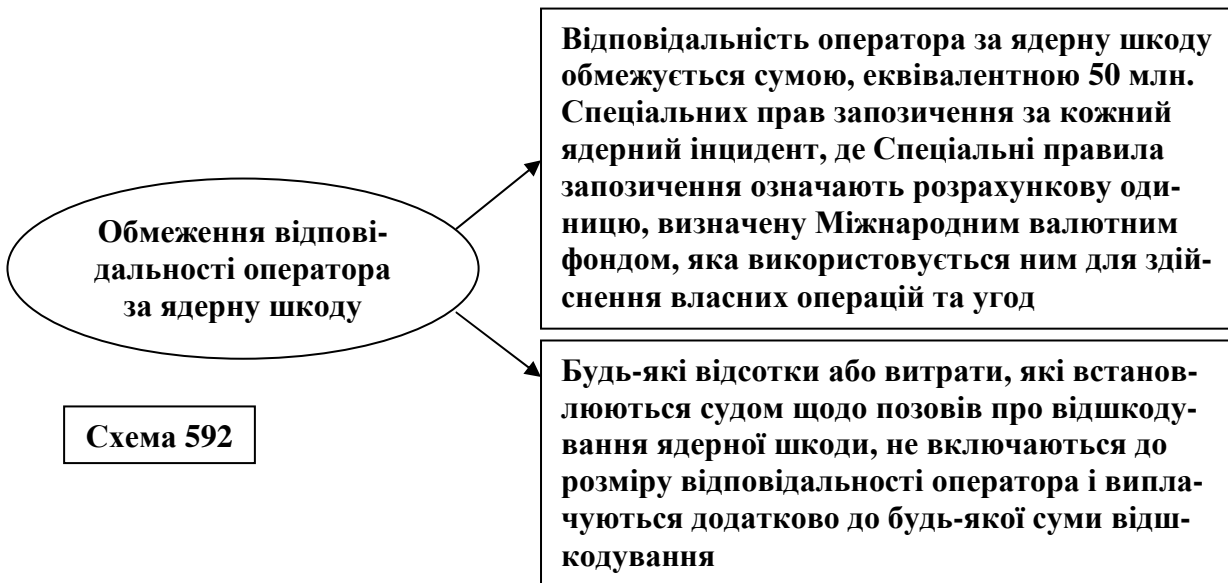 Відповідальність оператора за ядерну шкоду
обмежується сумою, еквівалентною 50 млн.
Спеціальних прав запозичення за кожний
ядерний інцидент, де Спеціальні правила
запозичення означають розрахункову оди-
ницю, визначену Міжнародним валютним
фондом, яка використовується ним для здій-
снення власних операцій та угод
Обмеження відпові-
дальності оператора
за ядерну шкоду
Будь-які відсотки або витрати, які встанов-
люються судом щодо позовів про відшкоду-
вання ядерної шкоди, не включаються до
розміру відповідальності оператора і випла-
чуються додатково до будь-якої суми відш-
кодування
Схема 592